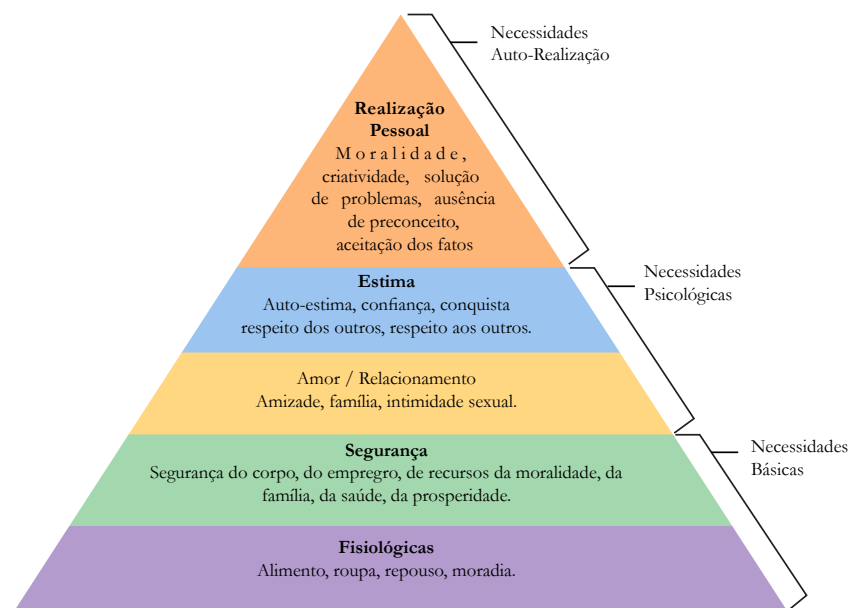 Necessidades
Auto-Realização
Realização
Pessoal
Moralidade,
criatividade, solução
de problemas, ausência
de preconceito,
aceitação dos fatos
Necessidades
Psicológicas
Estima
Auto-estima, confiança, conquista
respeito dos outros, respeito aos outros.
Amor / Relacionamento
Amizade, família, intimidade sexual.
Necessidades
Básicas
Segurança
Segurança do corpo, do empregro, de recursos da moralidade, da
família, da saúde, da prosperidade.
Fisiológicas
Alimento, roupa, repouso, moradia.